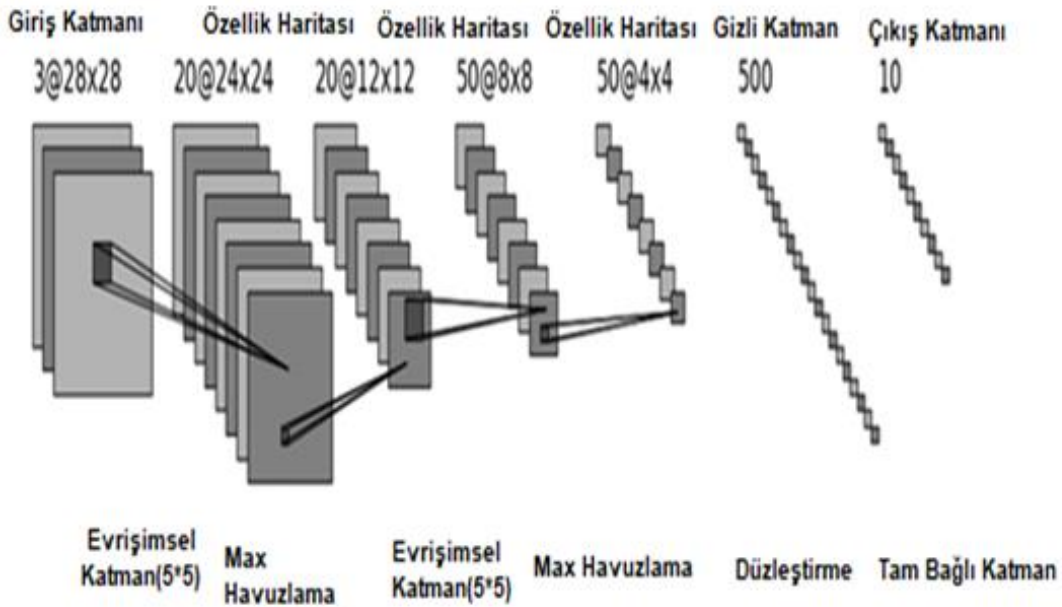 Giriş Katmanı Özellik Haritası Özellik Haritası Özellik Haritası Gizli Katman Çıkış Katmanı
3@28x28 20@24x24 20@12x12 50@8x8 50@4x4 500 10
Evrişimsel
Katman(5*5)
Max
Havuzlama
Evrişimsel
Katman(5*5)
Max Havuzlama
Düzleştirme
Tam Bağlı Katman